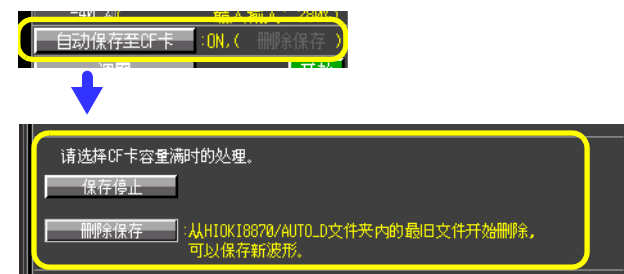 自动保存至CF卡 :ON,( 删除保存 )
请选择CF卡容量满时的处理。
保存停止
删除保存 :从HIOKI8870/AUTO_D文件夹内的最旧文件开始删除,
可以保存新波形。